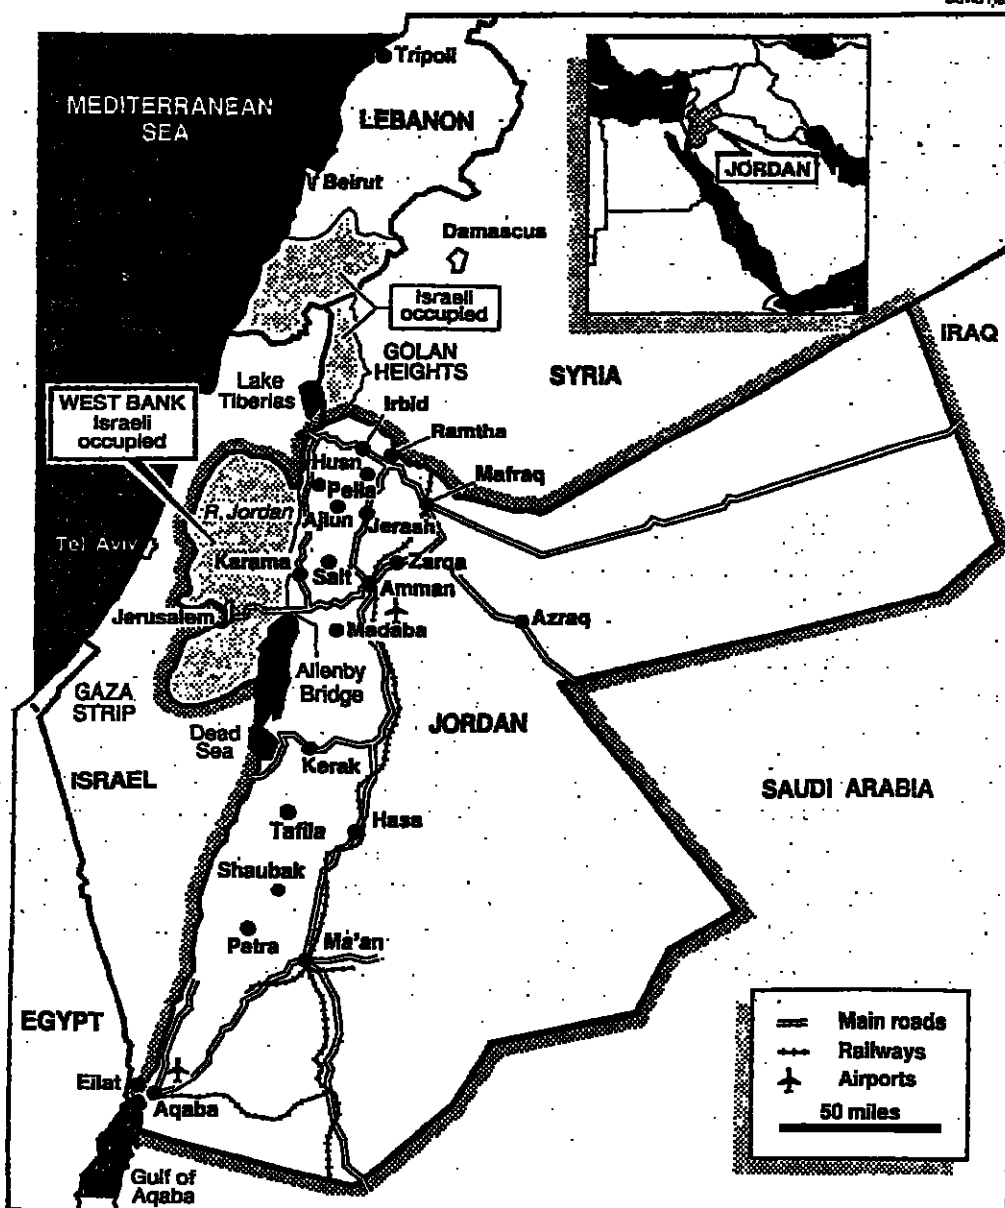 Tripoli
MEDITERRANEAN
SEA
LEBANON
JORDAN
Beirut
Damascus
Israeli
occupied
IRAQ
GOLAN
HEIGHTS
SYRIA
Lake
Tiberias
WEST BANK
Israeli
occupied
Irbid
Ramtha
Husn
Mafraq
Pella
R. Jordan
Ajlun
Jerash
Tel Aviv
Karama
Salt
Zarqa
Amman
Jerusalem
Madaba
Azraq
Allenby
Bridge
GAZA
STRIP
Dead
Sea
JORDAN
Kerak
ISRAEL
SAUDI ARABIA
Tafila
Hasa
Shaubak
Petra
Ma'an
EGYPT
Main roads
Railways
Airports
50 miles
Eilat
Aqaba
Gulf of
Aqaba